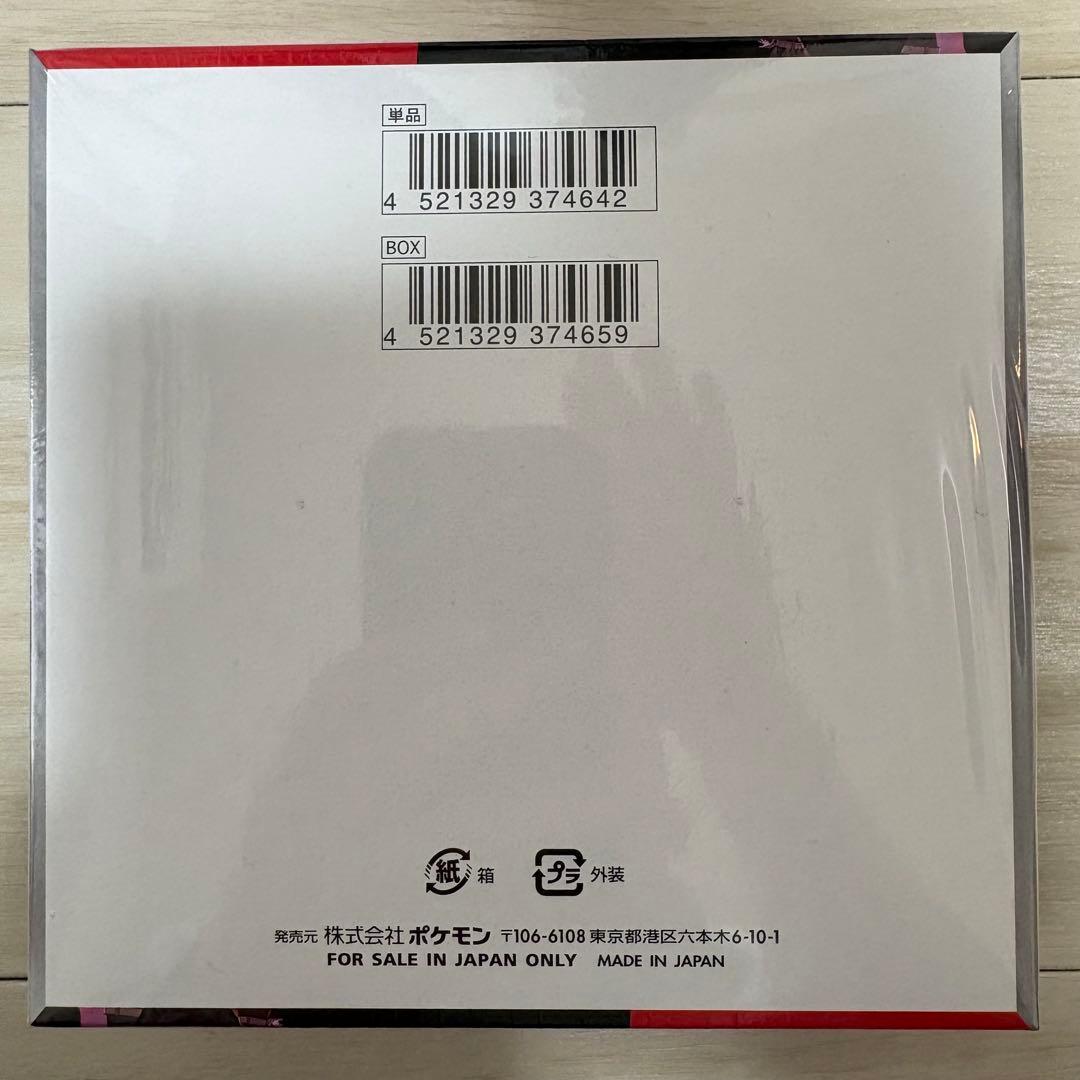 単品
4 521329 374642
BOX
4 521329 374659
紙 箱 プラ 外装
発売元 株式会社 ポケモン 〒106-6108 東京都港区六本木6-10-1
FOR SALE IN JAPAN ONLY MADE IN JAPAN